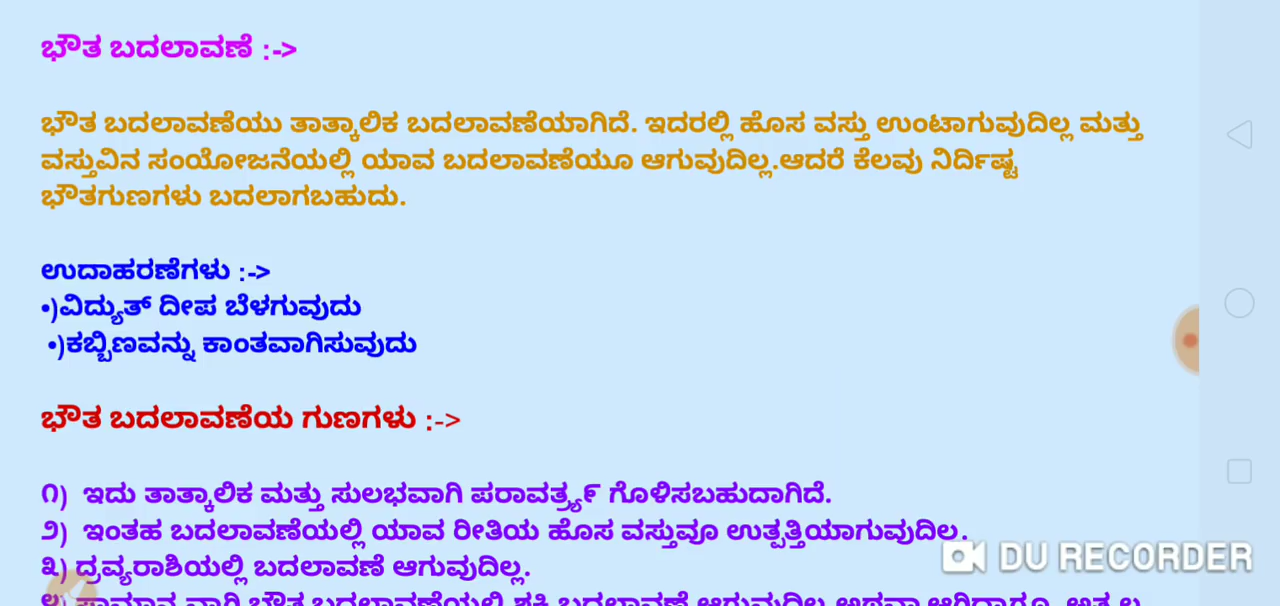 ಭೌತ ಬದಲಾವಣೆ :->
ಭೌತ ಬದಲಾವಣೆಯು ತಾತ್ಕಾಲಿಕ ಬದಲಾವಣೆಯಾಗಿದೆ. ಇದರಲ್ಲಿ ಹೊಸ ವಸ್ತು ಉಂಟಾಗುವುದಿಲ್ಲ ಮತ್ತು
ವಸ್ತುವಿನ ಸಂಯೋಜನೆಯಲ್ಲಿ ಯಾವ ಬದಲಾವಣೆಯೂ ಆಗುವುದಿಲ್ಲ.ಆದರೆ ಕೆಲವು ನಿರ್ದಿಷ್ಟ
ಭೌತಗುಣಗಳು ಬದಲಾಗಬಹುದು.
ಉದಾಹರಣೆಗಳು :->
•)ವಿದ್ಯುತ್ ದೀಪ ಬೆಳಗುವುದು
•)ಕಬ್ಬಿಣವನ್ನು ಕಾಂತವಾಗಿಸುವುದು
ಭೌತ ಬದಲಾವಣೆಯ ಗುಣಗಳು :->
೧) ಇದು ತಾತ್ಕಾಲಿಕ ಮತ್ತು ಸುಲಭವಾಗಿ ಪರಾವರ್ತ್ಯ ಗೊಳಿಸಬಹುದಾಗಿದೆ.
೨) ಇಂತಹ ಬದಲಾವಣೆಯಲ್ಲಿ ಯಾವ ರೀತಿಯ ಹೊಸ ವಸ್ತುವೂ ಉತ್ಪತ್ತಿಯಾಗುವುದಿಲ.
೩) ದ್ರವ್ಯರಾಶಿಯಲ್ಲಿ ಬದಲಾವಣೆ ಆಗುವುದಿಲ್ಲ.
DU RECORDER